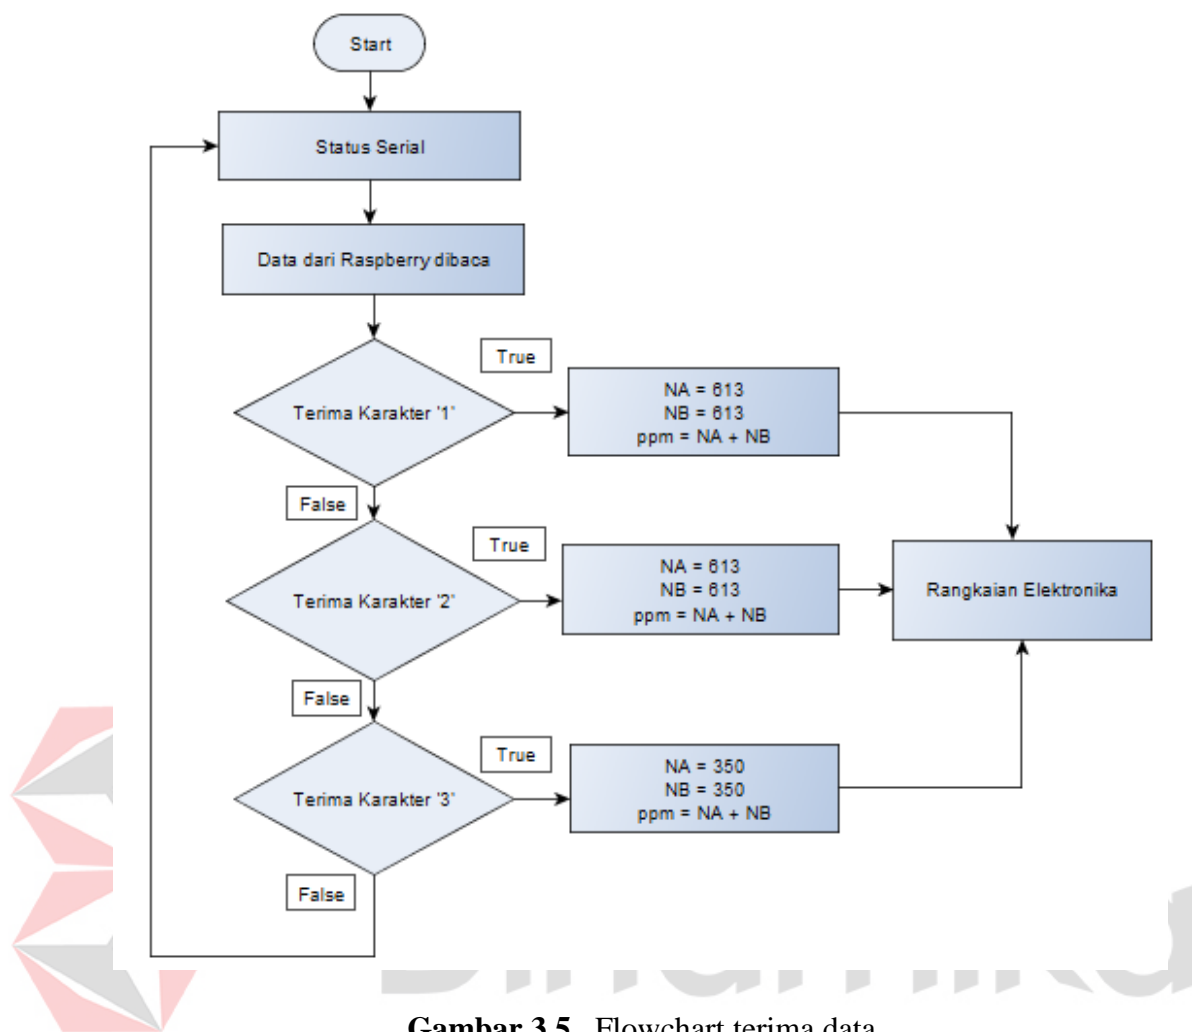 Start
Status Serial
Data dari Raspberry dibaca
True
Terima Karakter '1'
NA = 613
NB = 613
ppm = NA + NB
False
True
Terima Karakter '2'
NA = 613
NB = 613
ppm = NA + NB
Rangkaian Elektronika
False
True
Terima Karakter '3'
NA = 350
NB = 350
ppm = NA + NB
False
Gambar 3.5 Flowchart terima data